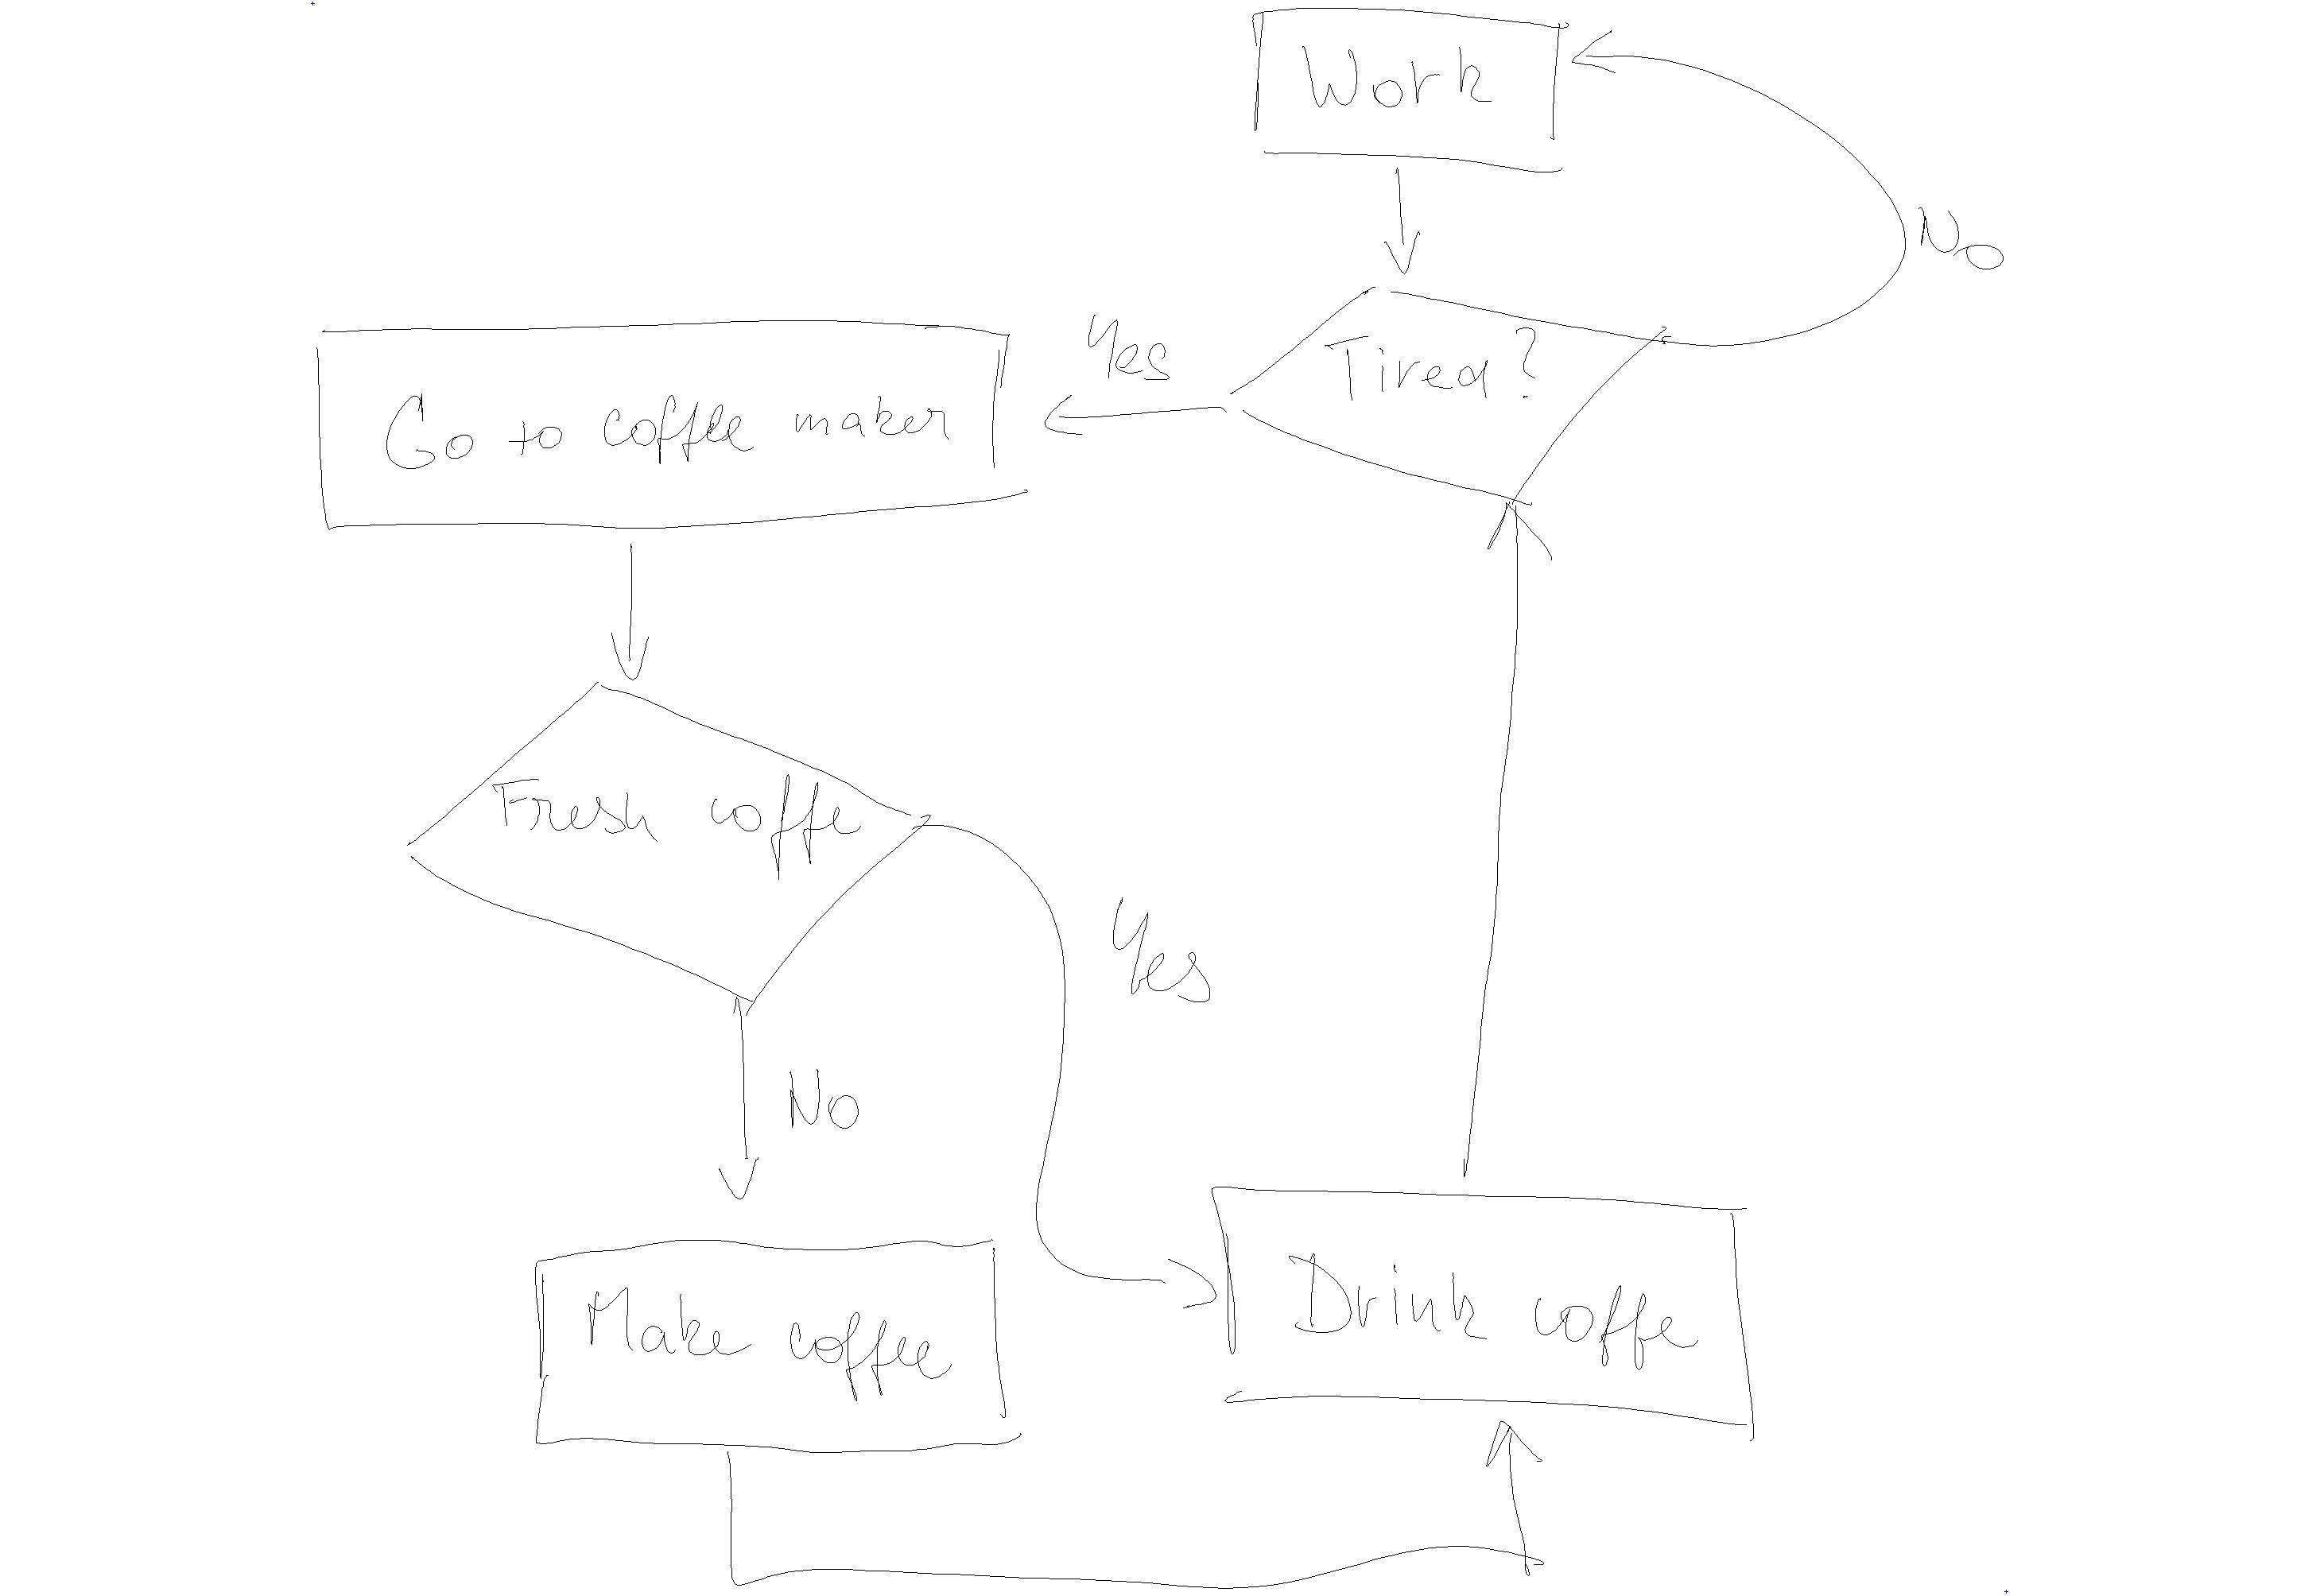 Work
No
Tired?
Yes
Go to coffee maker
Fresh coffe
Yes
No
Make coffee
Drink coffe